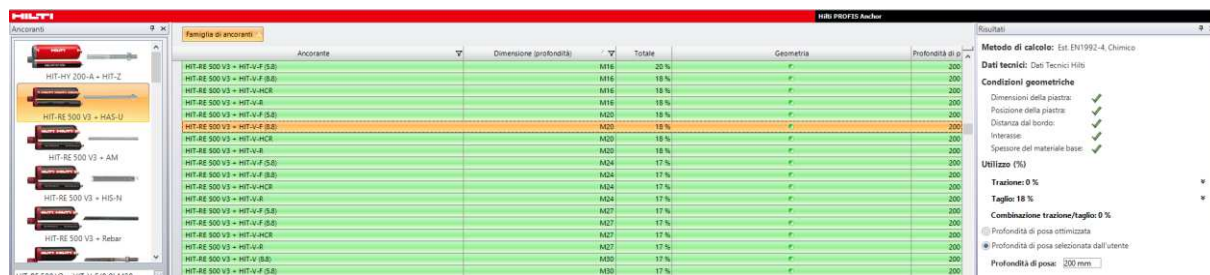 HILTI
Hilti PROFIS Anchor
Ancoranti
HIT-HY 200-A + HIT-Z
HIT-RE 500 V3 + HAS-U
HIT-RE 500 V3 + AM
HIT-RE 500 V3 + HIS-N
HIT-RE 500 V3 + Rebar
Famiglia di ancoranti
Ancorante Dimensione (profondità) Totale Geometria Profondità di p
HIT-RE 500 V3 + HIT-V-F (5.8) M16 20 % 200
HIT-RE 500 V3 + HIT-V-F (8.8) M16 18 % 200
HIT-RE 500 V3 + HIT-V-HCR M16 18 % 200
HIT-RE 500 V3 + HIT-V-R M16 18 % 200
HIT-RE 500 V3 + HIT-V-F (5.8) M20 18 % 200
HIT-RE 500 V3 + HIT-V-F (8.8) M20 18 % 200
HIT-RE 500 V3 + HIT-V-HCR M20 18 % 200
HIT-RE 500 V3 + HIT-V-R M20 18 % 200
HIT-RE 500 V3 + HIT-V-F (5.8) M24 17 % 200
HIT-RE 500 V3 + HIT-V-F (8.8) M24 17 % 200
HIT-RE 500 V3 + HIT-V-HCR M24 17 % 200
HIT-RE 500 V3 + HIT-V-R M24 17 % 200
HIT-RE 500 V3 + HIT-V-F (5.8) M27 17 % 200
HIT-RE 500 V3 + HIT-V-F (8.8) M27 17 % 200
HIT-RE 500 V3 + HIT-V-HCR M27 17 % 200
HIT-RE 500 V3 + HIT-V-R M27 17 % 200
HIT-RE 500 V3 + HIT-V (8.8) M30 17 % 200
HIT-RE 500 V3 + HIT-V-F (5.8) M30 17 % 200
Risultati
Metodo di calcolo: Est. EN1992-4, Chimico
Dati tecnici: Dati Tecnici Hilti
Condizioni geometriche
Dimensioni della piastra:
Posizione della piastra:
Distanza dal bordo:
Interasse:
Spessore del materiale base:
Utilizzo (%)
Trazione: 0 %
Taglio: 18 %
Combinazione trazione/taglio: 0 %
Profondità di posa ottimizzata
Profondità di posa selezionata dall'utente
Profondità di posa: 200 mm